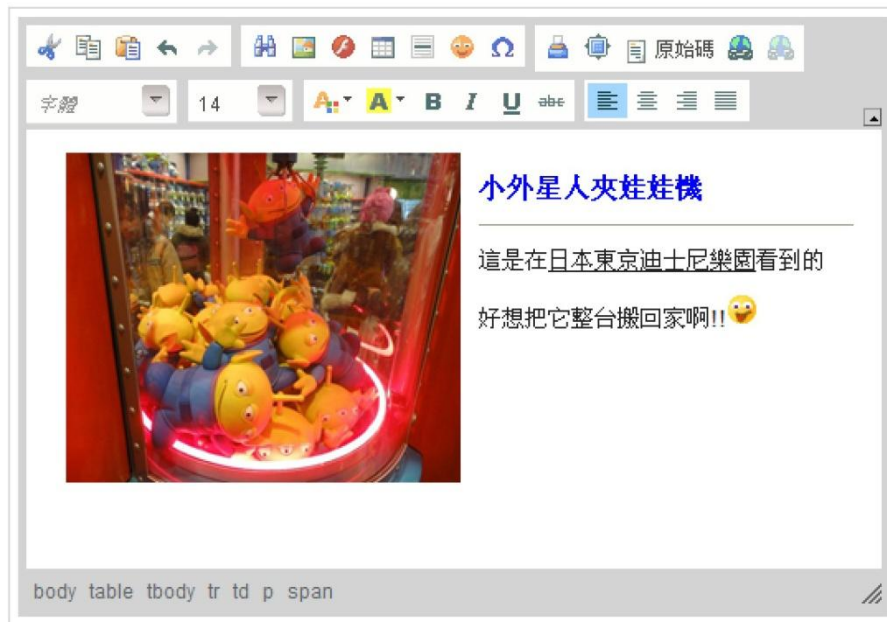 原始碼
字體
14
A
A
B
I
U
abc
小外星人夾娃娃機
這是在日本東京迪士尼樂園看到的
好想把它整台搬回家啊!!
body table tbody tr td p span